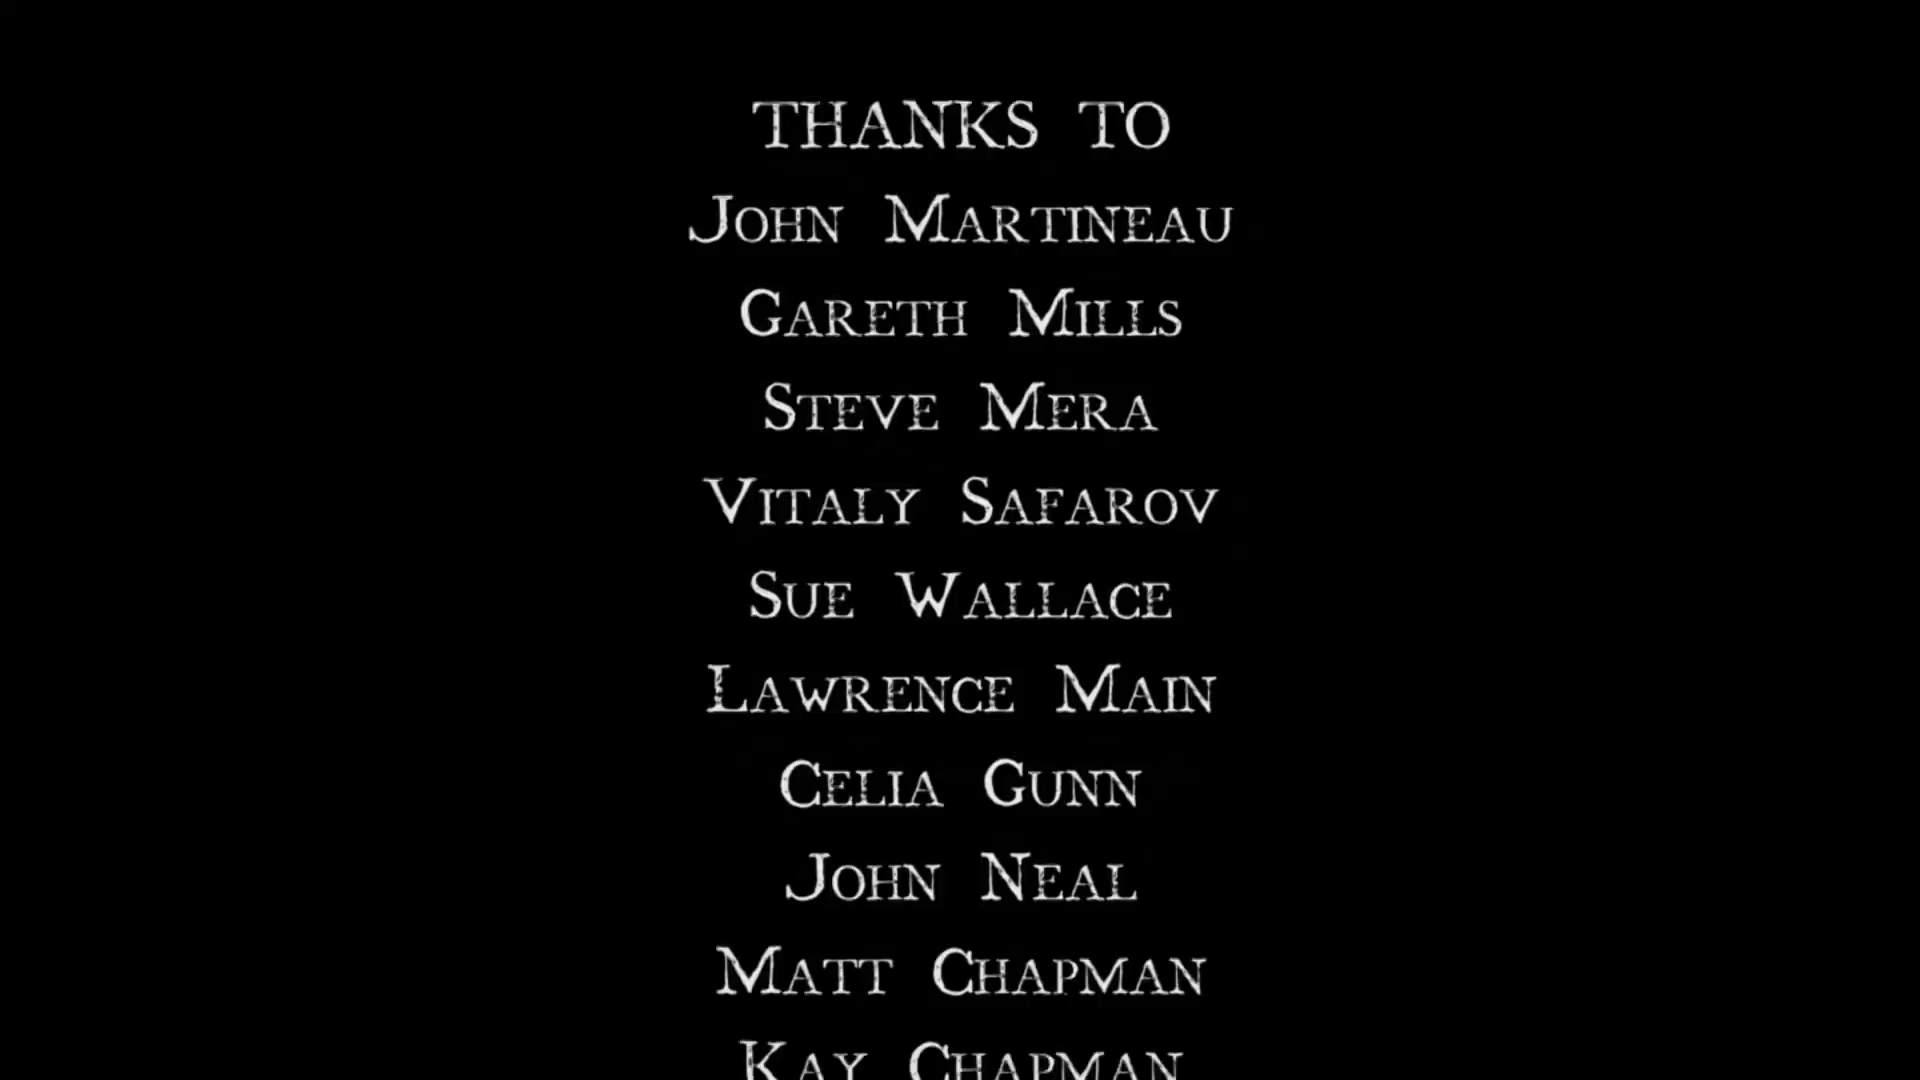 THANKS TO
John Martineau
Gareth Mills
Steve Mera
Vitaly Safarov
Sue Wallace
Lawrence Main
Celia Gunn
John Neal
Matt Chapman
Kay Chapman